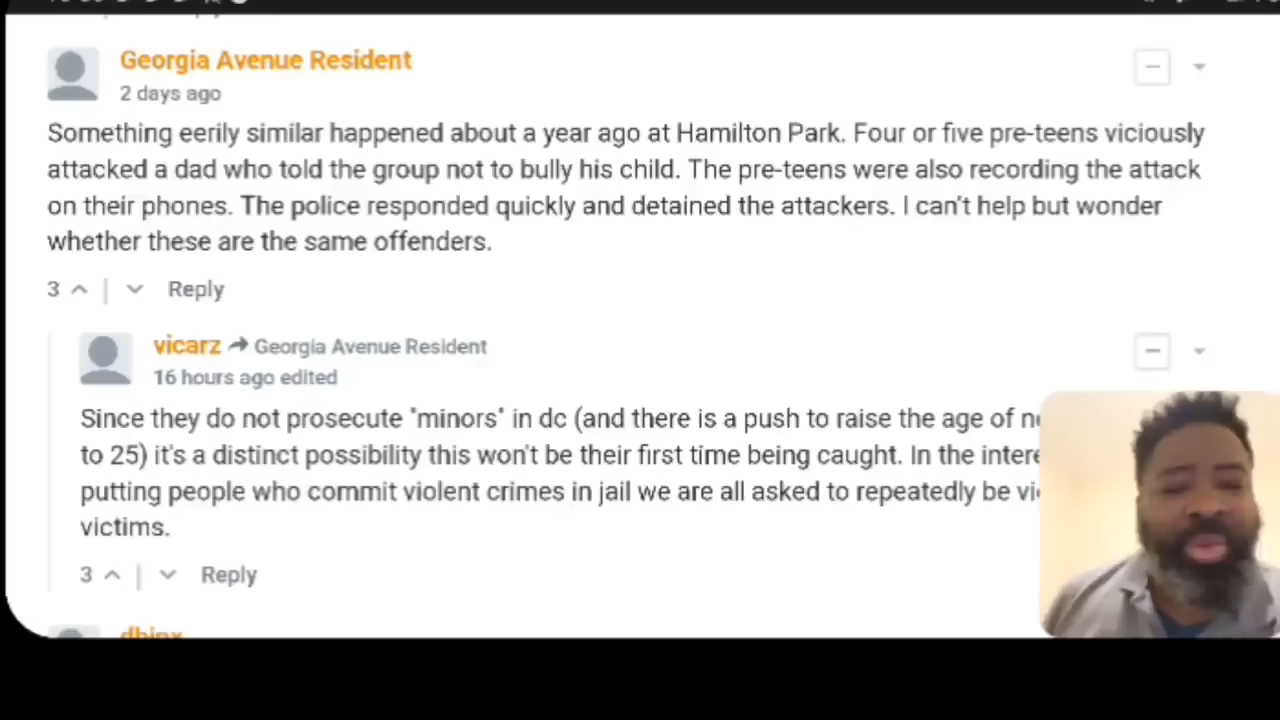 Georgia Avenue Resident
2 days ago
Something eerily similar happened about a year ago at Hamilton Park. Four or five pre-teens viciously
attacked a dad who told the group not to bully his child. The pre-teens were also recording the attack
on their phones. The police responded quickly and detained the attackers. I can't help but wonder
whether these are the same offenders.
3 | Reply
vicarz Georgia Avenue Resident
16 hours ago edited
Since they do not prosecute "minors" in dc (and there is a push to raise the age of
to 25) it's a distinct possibility this won't be their first time being caught. In the
putting people who commit violent crimes in jail we are all asked to repeatedly be
victims.
3 | Reply